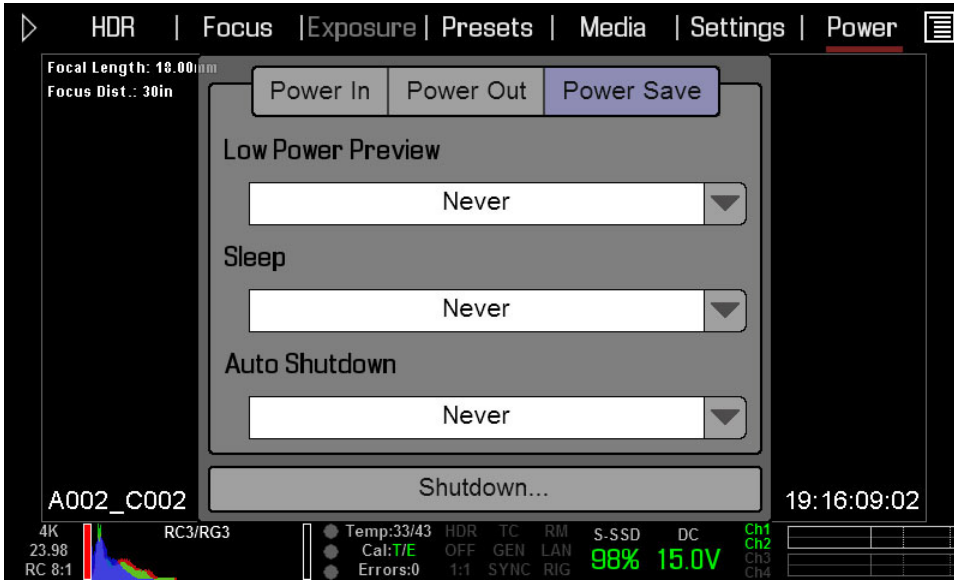 HDR | Focus | Exposure | Presets | Media | Settings | Power
Focal Length: 18.00mm
Focus Dist.: 30in
Power In Power Out Power Save
Low Power Preview
Never
Sleep
Never
Auto Shutdown
Never
Shutdown...
A002_C002
19:16:09:02
4K RC3/RG3 Temp:33/43 HDR TC RM S-SSD DC Ch1
23.98 Cal:T/E OFF GEN LAN 98% 15.0V Ch2
RC 8:1 Errors:0 1:1 SYNC RIG Ch3
Ch4